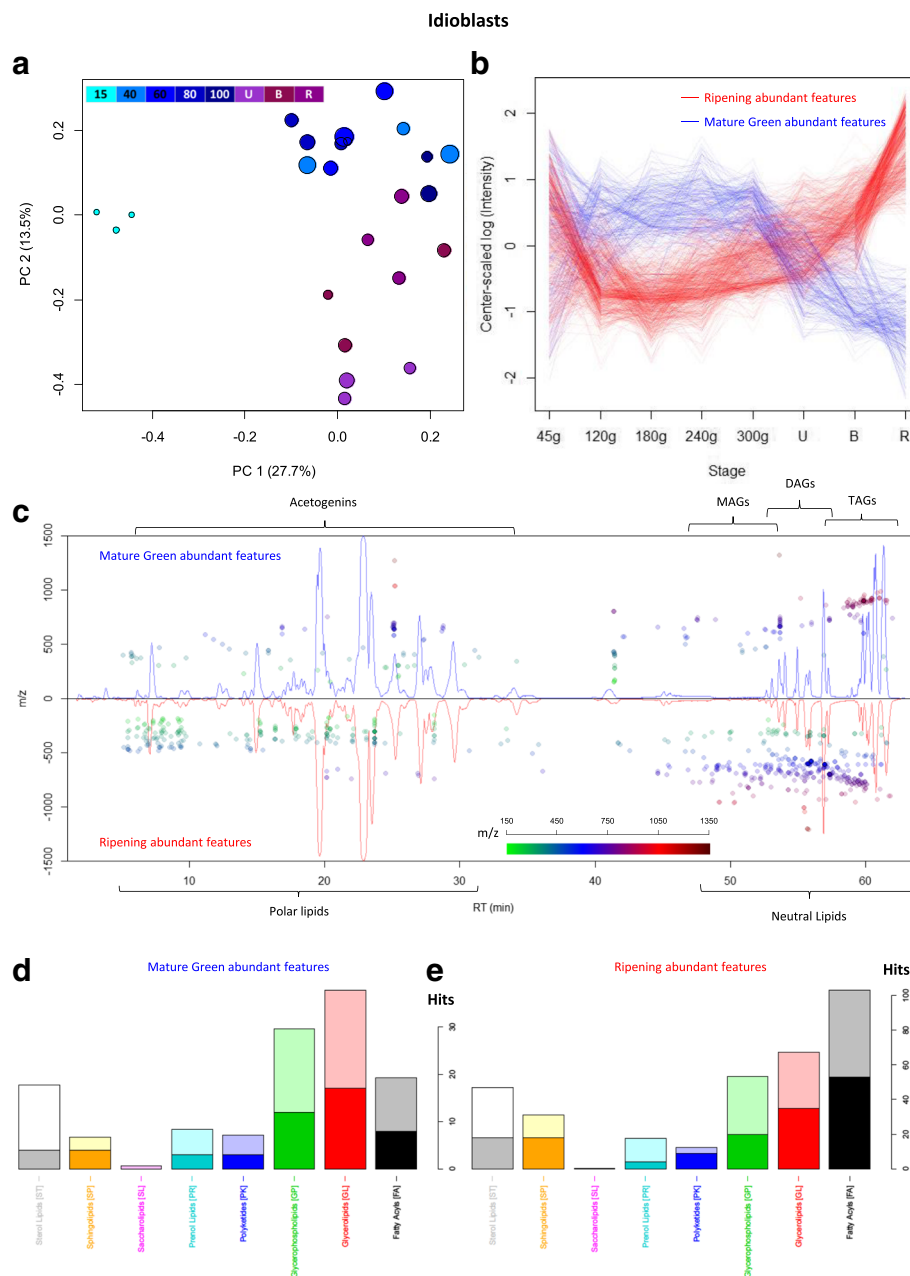 Idioblasts
a
15 40 60 80 100 U B R
0.2
0.0
-0.2
-0.4
PC 2 (13.5%)
-0.4 -0.2 0.0 0.2
PC 1 (27.7%)
b
Ripening abundant features
Mature Green abundant features
2
1
0
-1
-2
Center-scaled log (Intensity)
45g 120g 180g 240g 300g U B R
Stage
c
Acetogenins
MAGs
DAGs
TAGs
Mature Green abundant features
1500
1000
500
0
-500
-1000
-1500
m/z
Ripening abundant features
m/z
150 450 750 1050 1350
10 20 30 40 50 60
RT (min)
Polar lipids
Neutral Lipids
d
Mature Green abundant features
Hits
30
20
10
0
Sterol Lipids [ST]
Sphingolipids [SP]
Saccharolipids [SL]
Prenol Lipids [PR]
Polyketides [PK]
Glycerophospholipids [GP]
Glycerolipids [GL]
Fatty Acyls [FA]
e
Ripening abundant features
Hits
100
80
60
40
20
0
Sterol Lipids [ST]
Sphingolipids [SP]
Saccharolipids [SL]
Prenol Lipids [PR]
Polyketides [PK]
Glycerophospholipids [GP]
Glycerolipids [GL]
Fatty Acyls [FA]